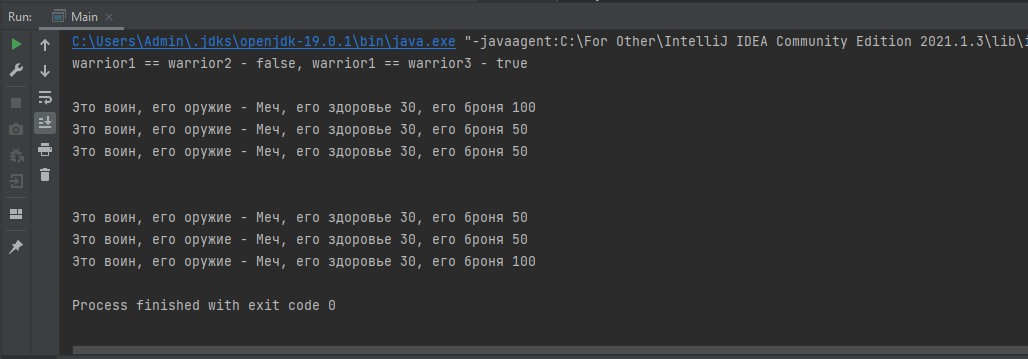 Run: Main
C:\Users\Admin\.jdks\openjdk-19.0.1\bin\java.exe "-javaagent:C:\For Other\IntelliJ IDEA Community Edition 2021.1.3\lib\i
warrior1 == warrior2 - false, warrior1 == warrior3 - true
Это воин, его оружие - Меч, его здоровье 30, его броня 100
Это воин, его оружие - Меч, его здоровье 30, его броня 50
Это воин, его оружие - Меч, его здоровье 30, его броня 50
Это воин, его оружие - Меч, его здоровье 30, его броня 50
Это воин, его оружие - Меч, его здоровье 30, его броня 50
Это воин, его оружие - Меч, его здоровье 30, его броня 100
Process finished with exit code 0